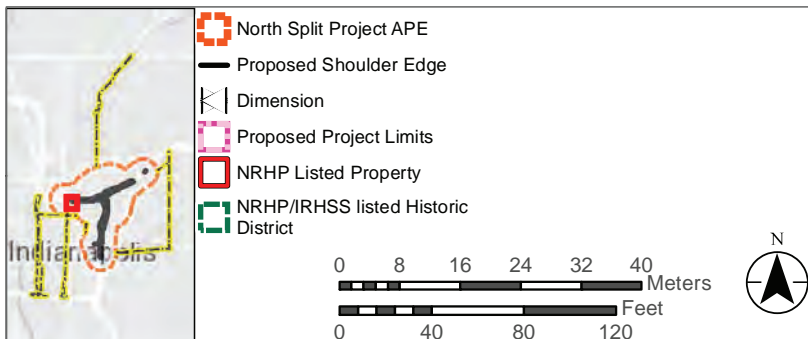 Indianapolis
North Split Project APE
Proposed Shoulder Edge
Dimension
Proposed Project Limits
NRHP Listed Property
NRHP/IRHSS listed Historic
District
0 8 16 24 32 40
Meters
Feet
0 40 80 120
N